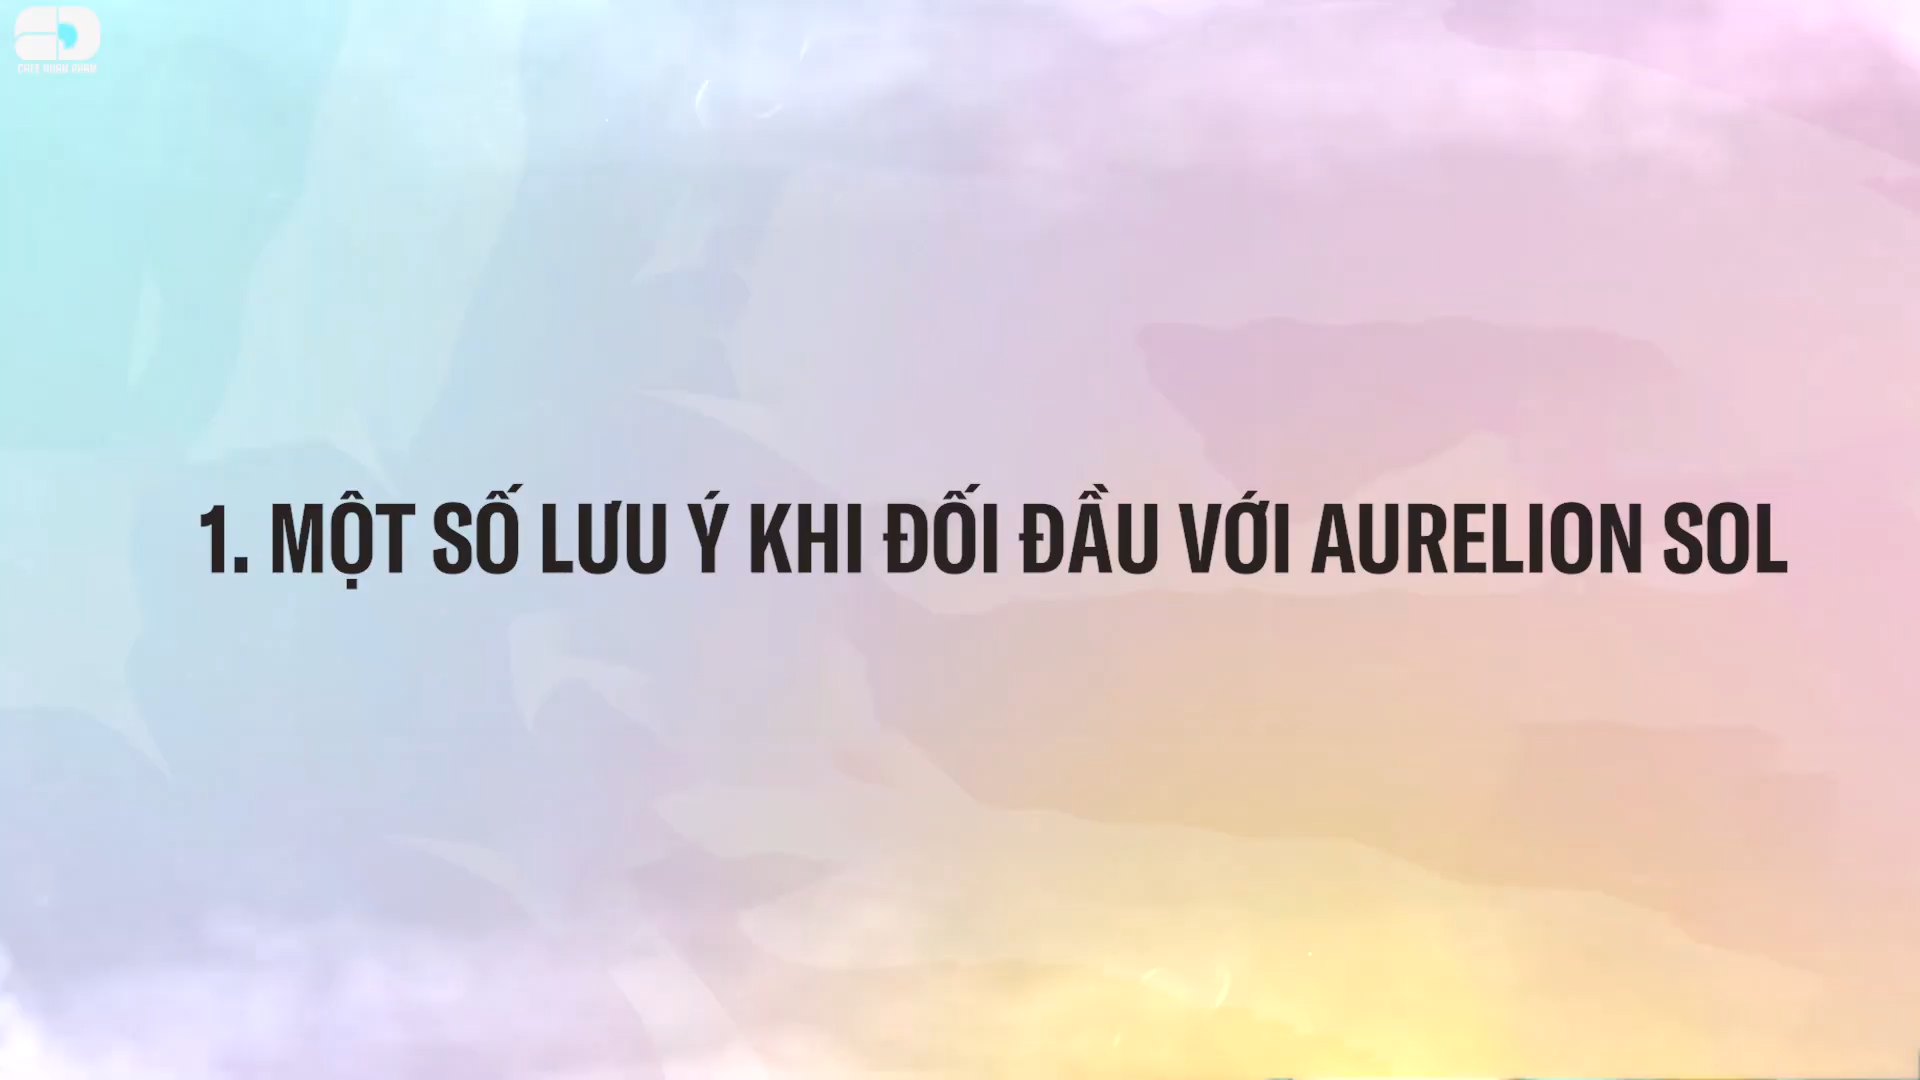 1. MỘT SỐ LƯU Ý KHI ĐỐI ĐẦU VỚI AURELION SOL